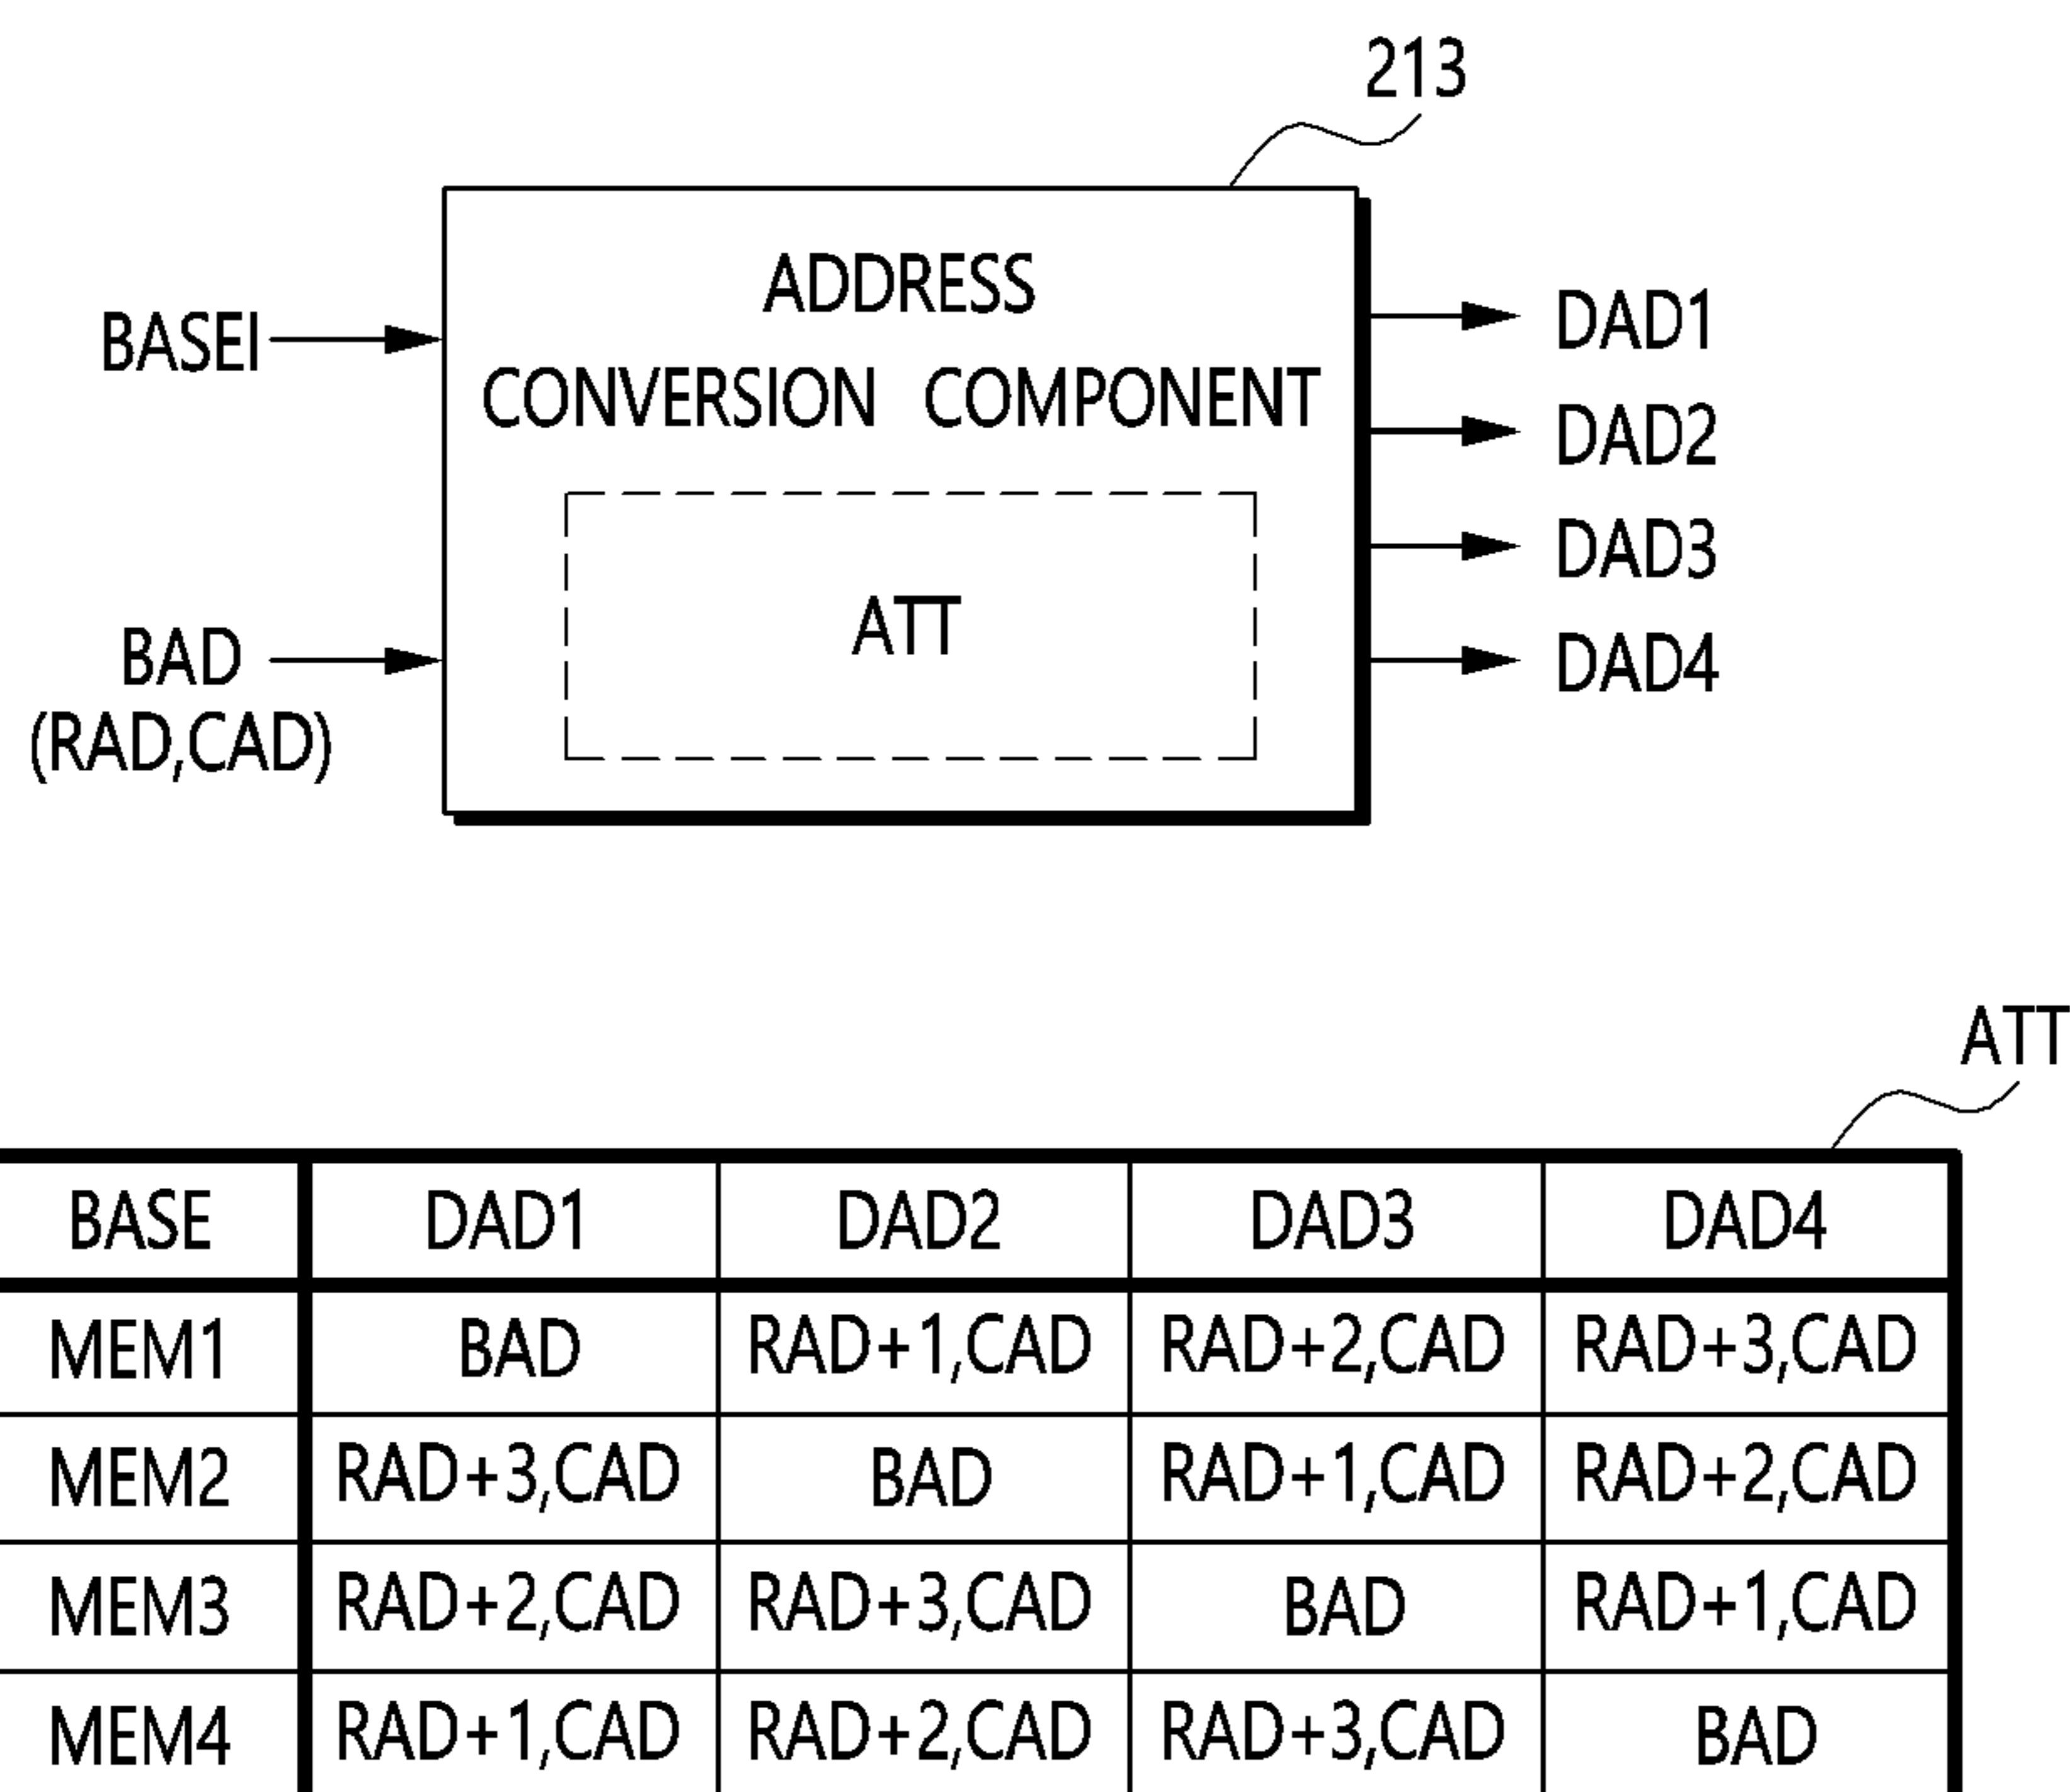 213
ADDRESS
CONVERSION COMPONENT
ATT
BASEI
BAD
(RAD,CAD)
DAD1
DAD2
DAD3
DAD4
ATT
BASE DAD1 DAD2 DAD3 DAD4
MEM1 BAD RAD+1,CAD RAD+2,CAD RAD+3,CAD
MEM2 RAD+3,CAD BAD RAD+1,CAD RAD+2,CAD
MEM3 RAD+2,CAD RAD+3,CAD BAD RAD+1,CAD
MEM4 RAD+1,CAD RAD+2,CAD RAD+3,CAD BAD